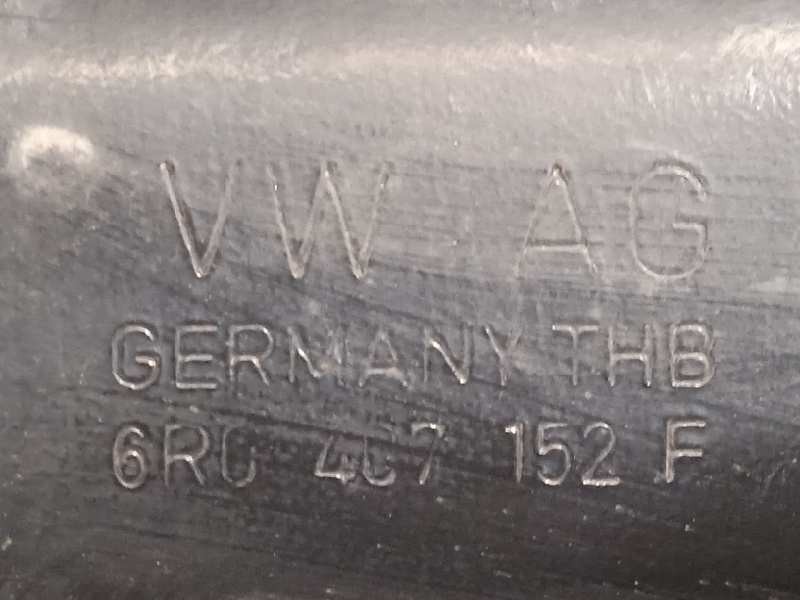 VW AG
GERMANY THB
6R0 407 152 F